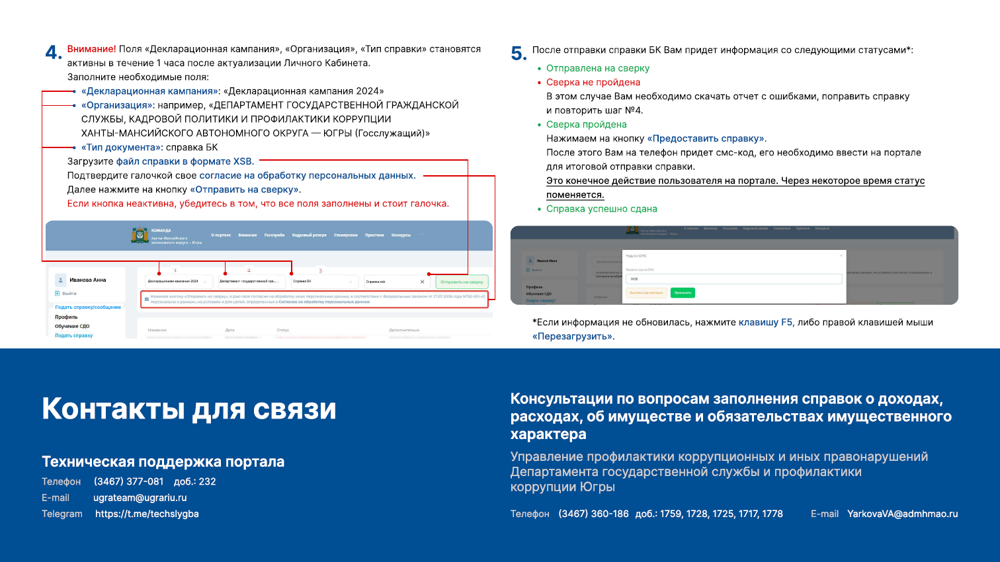 4.
Внимание! Поля «Декларационная кампания», «Организация», «Тип справки» становятся
активны в течение 1 часа после актуализации Личного Кабинета.
Заполните необходимые поля:
• «Декларационная кампания»: «Декларационная кампания 2024»
• «Организация»: например, «ДЕПАРТАМЕНТ ГОСУДАРСТВЕННОЙ ГРАЖДАНСКОЙ
СЛУЖБЫ, КАДРОВОЙ ПОЛИТИКИ И ПРОФИЛАКТИКИ КОРРУПЦИИ
ХАНТЫ-МАНСИЙСКОГО АВТОНОМНОГО ОКРУГА — ЮГРЫ (Госслужащий)»
• «Тип документа»: справка БК
Загрузите файл справки в формате XSB.
Подтвердите галочкой свое согласие на обработку персональных данных.
Далее нажмите на кнопку «Отправить на сверку».
Если кнопка неактивна, убедитесь в том, что все поля заполнены и стоит галочка.
КОМАНДА
Ханты-Мансийского
автономного округа – Югры
О портале Вакансии Госслужба Кадровый резерв Стажировки Практики Конкурсы ...
1 2 3
Иванова Анна
Выйти
Подать справку/сообщение
Профиль
Обучение СДО
Подать справку
Декларационная кампания 2024
Департамент государственной гра...
Справка БК
Справка.xsb
Отправить на сверку
Нажимая кнопку «Отправить на сверку», я даю свое согласие на обработку моих персональных данных, в соответствии с Федеральным законом от 27.07.2006 года №152-ФЗ «О
персональных данных», на условиях и для целей, определенных в Согласии на обработку персональных данных
Название Дата Статус Дополнительно
5.
После отправки справки БК Вам придет информация со следующими статусами*:
• Отправлена на сверку
• Сверка не пройдена
В этом случае Вам необходимо скачать отчет с ошибками, поправить справку
и повторить шаг №4.
• Сверка пройдена
Нажимаем на кнопку «Предоставить справку».
После этого Вам на телефон придет смс-код, его необходимо ввести на портале
для итоговой отправки справки.
Это конечное действие пользователя на портале. Через некоторое время статус
поменяется.
• Справка успешно сдана
Ханты-Мансийского
автономного округа – Югры
О портале Вакансии Госслужба Кадровый резерв Стажировки Практики Конкурсы
Иванов Иван
Выйти
Профиль
Обучение СДО
Подать справку/
Код из СМС
Введите код из СМС
Выслать код повторно
Применить
*Если информация не обновилась, нажмите клавишу F5, либо правой клавишей мыши
«Перезагрузить».
Контакты для связи
Техническая поддержка портала
Телефон (3467) 377-081 доб.: 232
E-mail ugrateam@ugrariu.ru
Telegram https://t.me/techslygba
Консультации по вопросам заполнения справок о доходах,
расходах, об имуществе и обязательствах имущественного
характера
Управление профилактики коррупционных и иных правонарушений
Департамента государственной службы и профилактики
коррупции Югры
Телефон (3467) 360-186 доб.: 1759, 1728, 1725, 1717, 1778 E-mail YarkovaVA@admhmao.ru